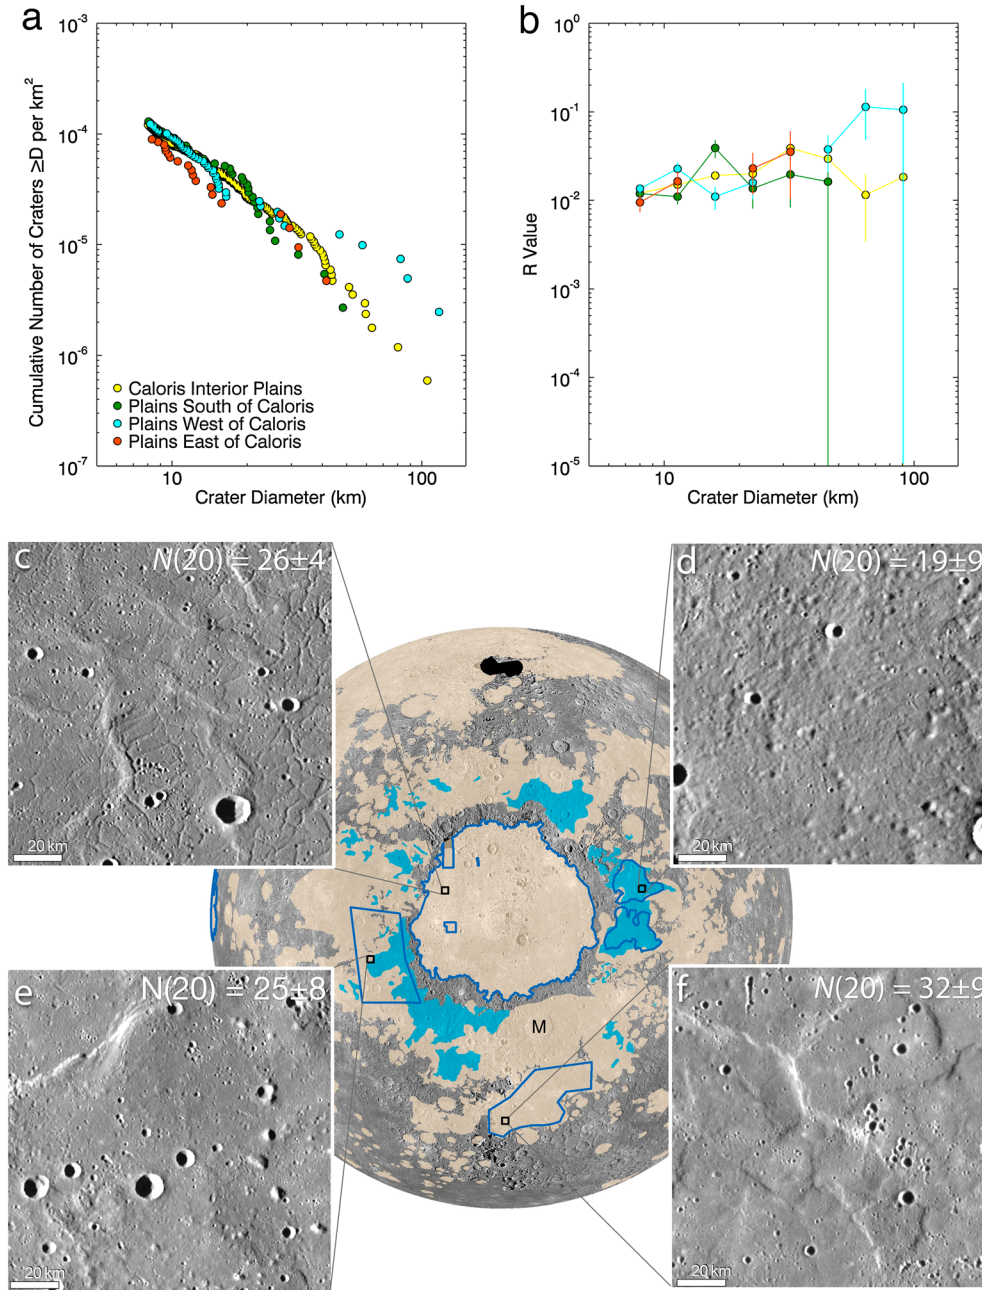 a
10-3
10-4
10-5
10-6
10-7
Cumulative Number of Craters ≥D per km2
10
100
Crater Diameter (km)
Caloris Interior Plains
Plains South of Caloris
Plains West of Caloris
Plains East of Caloris
b
100
10-1
10-2
10-3
10-4
10-5
R Value
10
100
Crater Diameter (km)
c
N(20) = 26±4
20 km
d
N(20) = 19±9
20 km
M
e
N(20) = 25±8
20 km
f
N(20) = 32±9
20 km